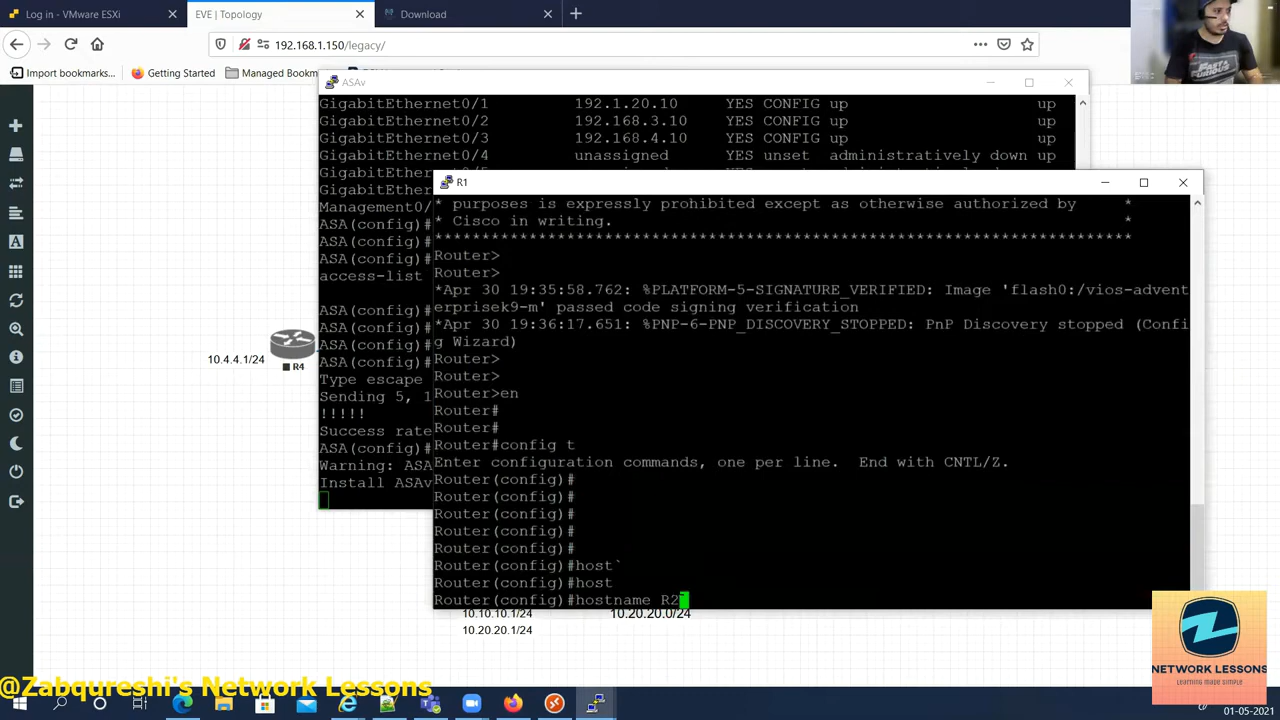 Log in - VMware ESXi
EVE | Topology
Download
192.168.1.150/legacy/
Import bookmarks...
Getting Started
Managed Bookm
ASAv
GigabitEthernet0/1 192.1.20.10 YES CONFIG up up
GigabitEthernet0/2 192.168.3.10 YES CONFIG up up
GigabitEthernet0/3 192.168.4.10 YES CONFIG up up
GigabitEthernet0/4 unassigned YES unset administratively down up
GigabitEther
GigabitEther
Management0/
ASA(config)#
ASA(config)#
ASA(config)#
access-list
ASA(config)#
ASA(config)#
ASA(config)#
ASA(config)#
Type escape
Sending 5, 1
!!!!!
Success rate
ASA(config)#
Warning: ASA
Install ASAv
R1
* purposes is expressly prohibited except as otherwise authorized by *
* Cisco in writing. *
**************************************************************************
Router>
Router>
*Apr 30 19:35:58.762: %PLATFORM-5-SIGNATURE_VERIFIED: Image 'flash0:/vios-advent
erprisek9-m' passed code signing verification
*Apr 30 19:36:17.651: %PNP-6-PNP_DISCOVERY_STOPPED: PnP Discovery stopped (Confi
g Wizard)
Router>
Router>
Router>en
Router#
Router#
Router#config t
Enter configuration commands, one per line. End with CNTL/Z.
Router(config)#
Router(config)#
Router(config)#
Router(config)#
Router(config)#
Router(config)#host`
Router(config)#host
Router(config)#hostname R2
10.4.4.1/24
R4
10.10.10.1/24
10.20.20.1/24
10.20.20.0/24
NETWORK LESSONS
LEARNING MADE SIMPLE
@Zabqureshi's Network Lessons
01-05-2021